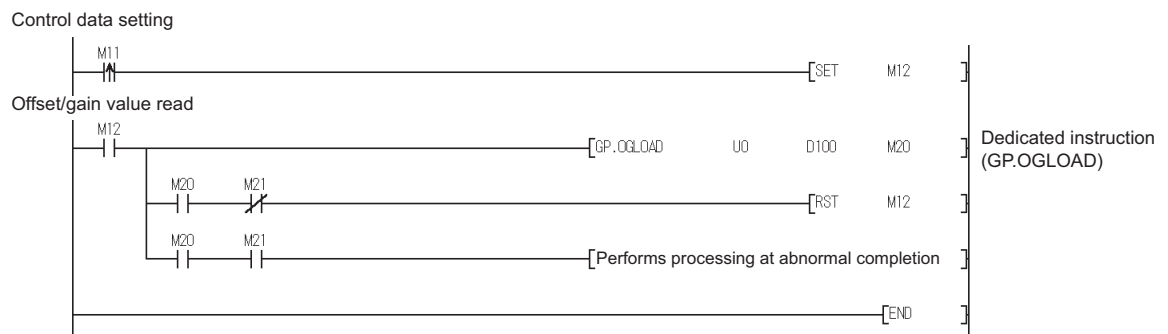 Control data setting
M11
[SET M12 ]
Offset/gain value read
M12
[GP.OGLOAD U0 D100 M20 ]
Dedicated instruction
(GP.OGLOAD)
M20 M21
[RST M12 ]
M20 M21
[Performs processing at abnormal completion ]
[END ]